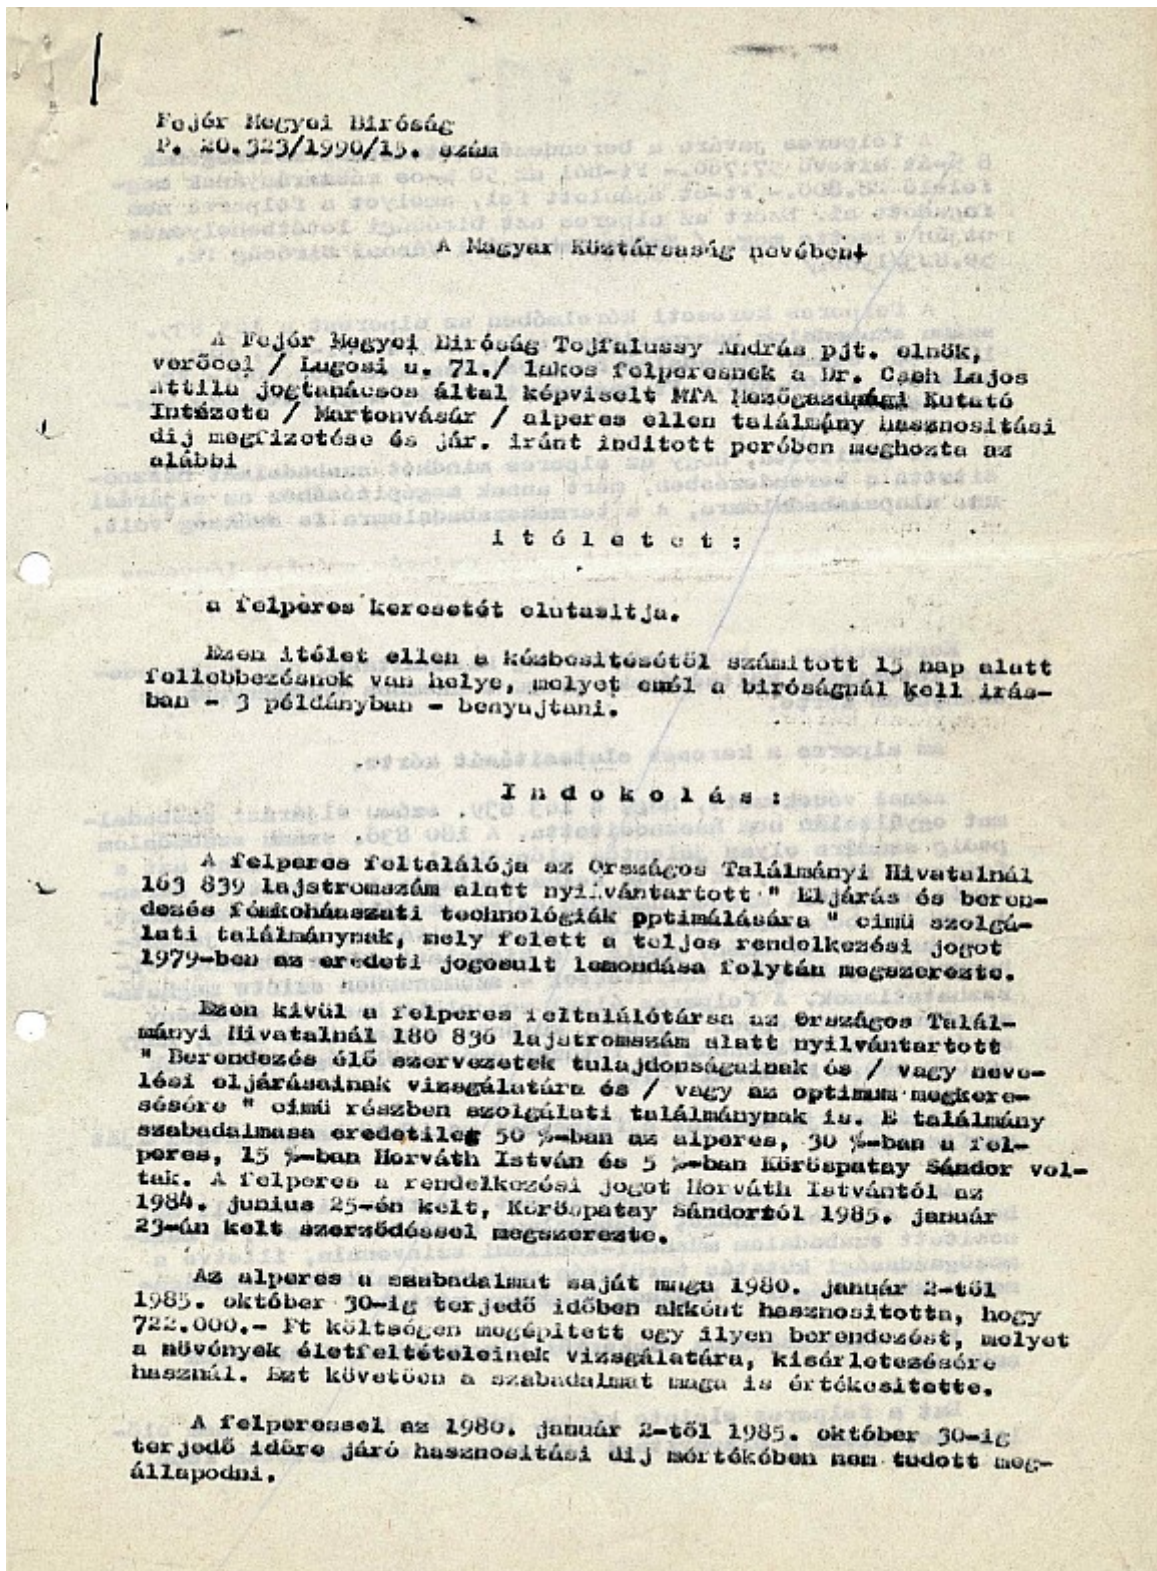 Fejér Megyei Biróság
P. 20.323/1990/15. szám
A Magyar Köztársaság nevében!
A Fejér Megyei Biróság Tejfalussy András pjt. elnök,
verőcei / Lugosi u. 71./ lakos felperesnek a Dr. Cseh Lajos
Attila jogtanácsos által képviselt MTA Mezőgazdasági Kutató
Intézete / Martonvásár / alperes ellen találmány hasznositási
dij megfizetése és jár. iránt inditott perében meghozta az
alábbi
i t é l e t e t :
a felperes keresetét elutasitja.
Ezen itélet ellen a kézbesitésétől számitott 15 nap alatt
fellebbezésnek van helye, melyet ennél a biróságnál kell irás-
ban - 3 példányban - benyujtani.
I n d o k o l á s :
A felperes feltalálója az Országos Találmányi Hivatalnál
163 839 lajstromszám alatt nyilvántartott " Eljárás és beren-
dezés fémkohászati technológiák optimálására " cimü szolgá-
lati találmánynak, mely felett a teljes rendelkezési jogot
1979-ben az eredeti jogosult lemondása folytán megszerezte.
Ezen kivül a felperes feltalálótársa az Országos Talál-
mányi Hivatalnál 180 836 lajstromszám alatt nyilvántartott
" Berendezés élő szervezetek tulajdonságainak és / vagy neve-
lési eljárásainak vizsgálatára és / vagy az optimum megkere-
sésére " cimü részben szolgálati találmánynak is. E találmány
szabadalmasa eredetileg 50 %-ban az alperes, 30 %-ban a fel-
peres, 15 %-ban Horváth István és 5 %-ban Köröspatay Sándor vol-
tak. A felperes a rendelkezési jogot Horváth Istvántól az
1984. junius 25-én kelt, Köröspatay Sándortól 1985. január
23-án kelt szerződéssel megszerezte.
Az alperes a szabadalmat saját maga 1980. január 2-től
1985. október 30-ig terjedő időben akként hasznositotta, hogy
722.000.- Ft költségen megépitett egy ilyen berendezést, melyet
a növények életfeltételeinek vizsgálatára, kisérletezésére
használ. Ezt követően a szabadalmat maga is értékesitette.
A felperessel az 1980. január 2-től 1985. október 30-ig
terjedő időre járó hasznositási dij mértékében nem tudott meg-
állapodni.